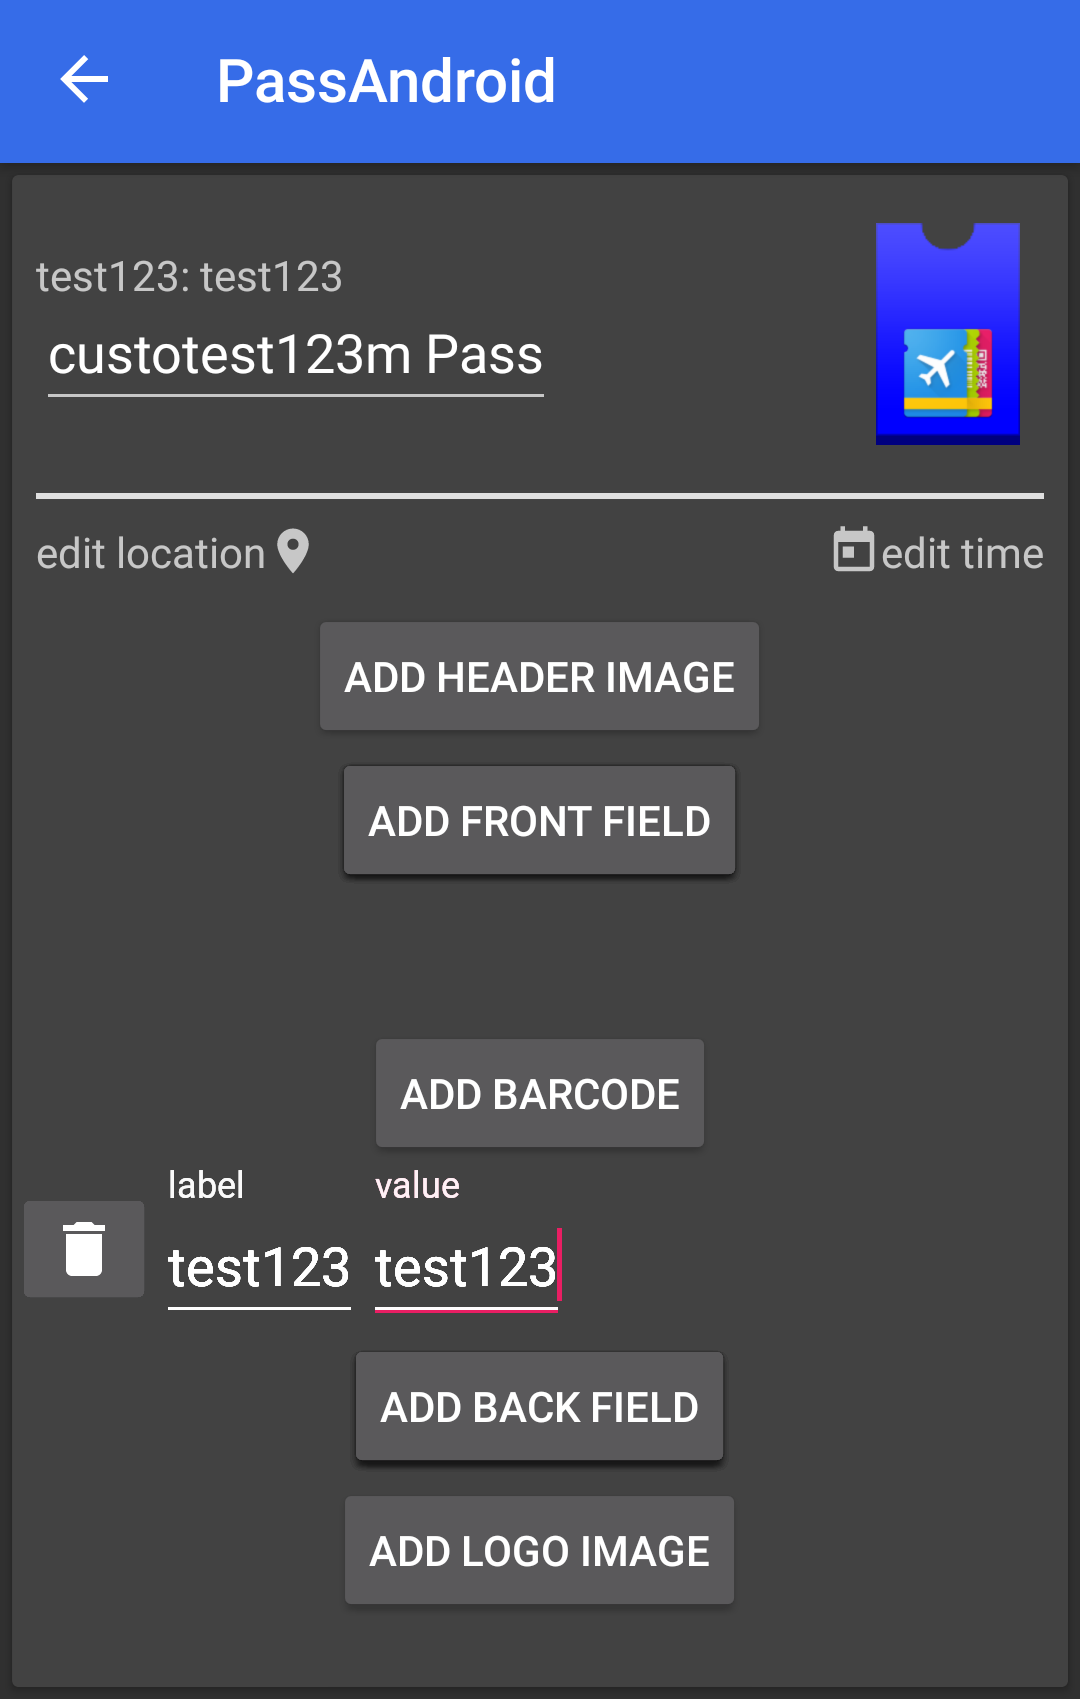 PassAndroid
test123: test123
custotest123m Pass
edit location
edit time
ADD HEADER IMAGE
ADD FRONT FIELD
ADD BARCODE
label value
test123 test123
ADD BACK FIELD
ADD LOGO IMAGE